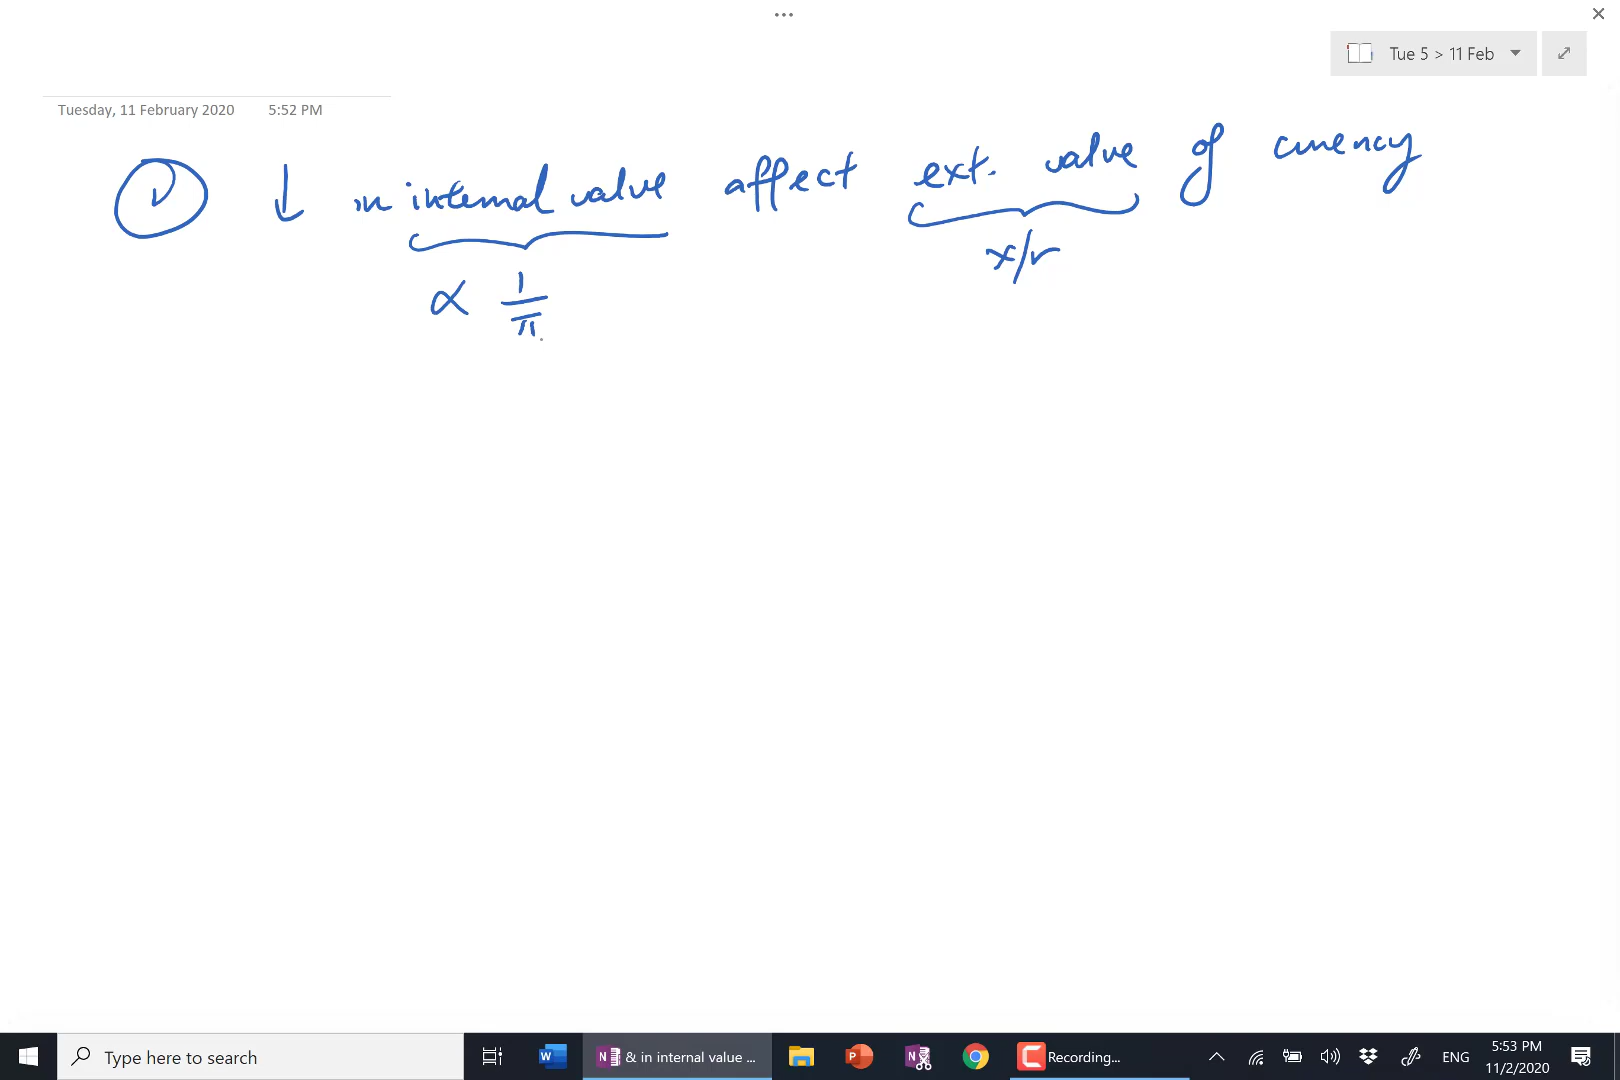 ...
Tue 5 > 11 Feb
Tuesday, 11 February 2020 5:52 PM
↓ in internal value affect ext. value of currency
x/r
∝ 1/π
Type here to search
& in internal value ...
Recording...
ENG
5:53 PM
11/2/2020